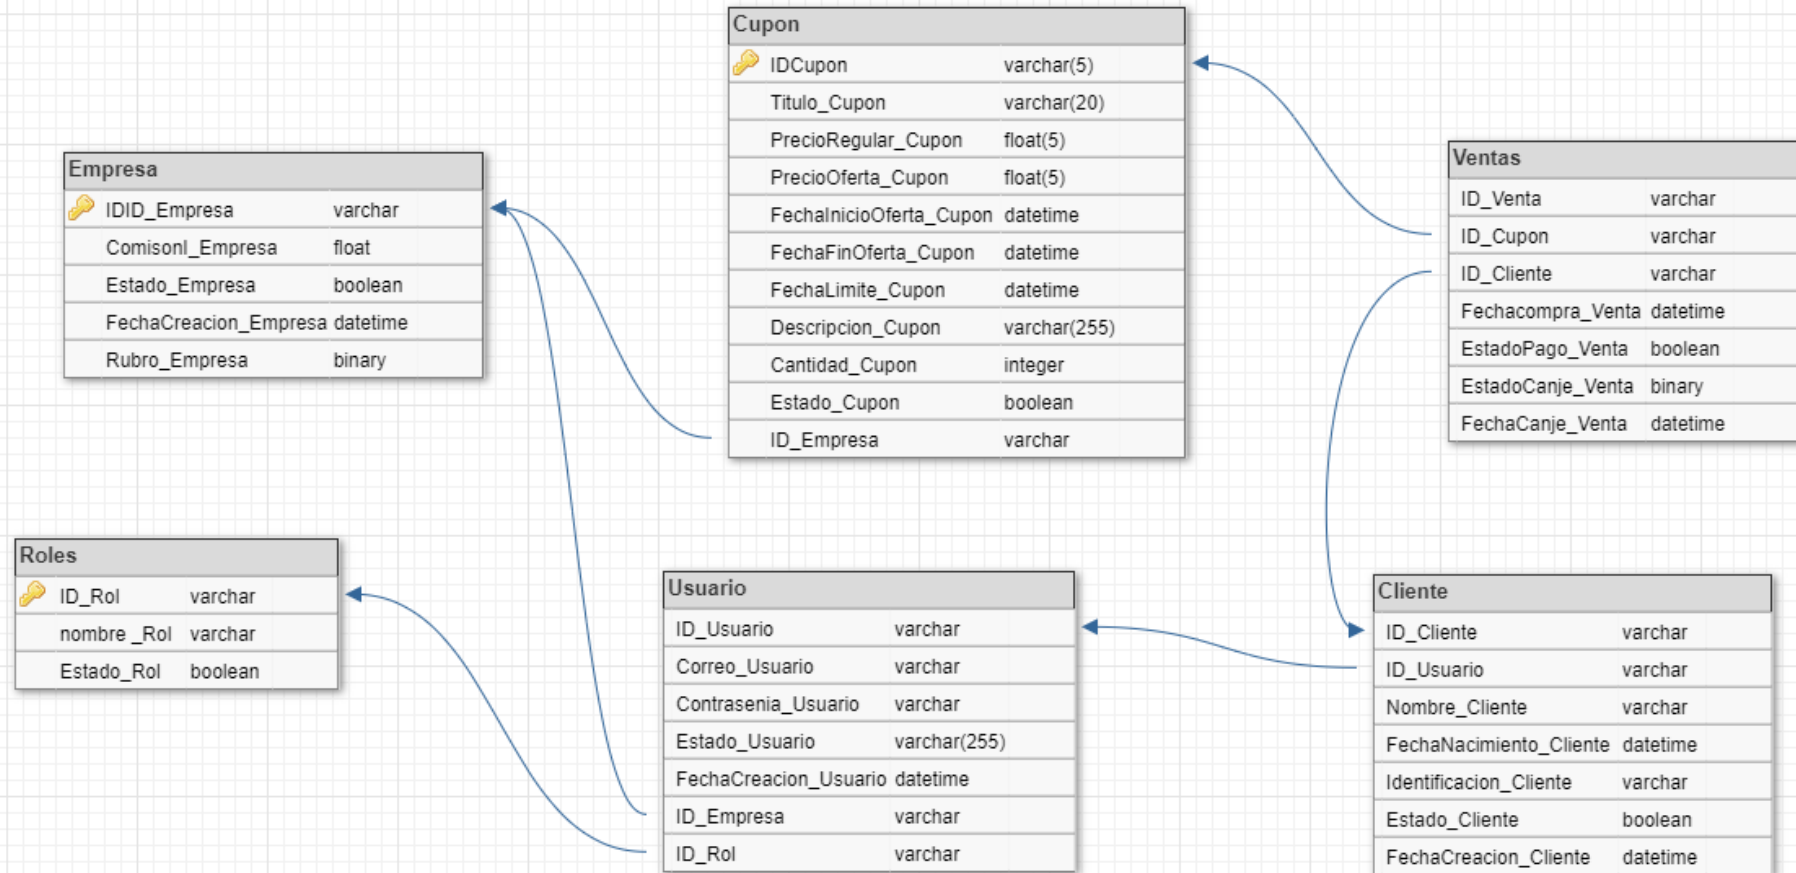 Cupon
IDCupon varchar(5)
Titulo_Cupon varchar(20)
PrecioRegular_Cupon float(5)
PrecioOferta_Cupon float(5)
FechaInicioOferta_Cupon datetime
FechaFinOferta_Cupon datetime
FechaLimite_Cupon datetime
Descripcion_Cupon varchar(255)
Cantidad_Cupon integer
Estado_Cupon boolean
ID_Empresa varchar
Empresa
IDID_Empresa varchar
ComisonI_Empresa float
Estado_Empresa boolean
FechaCreacion_Empresa datetime
Rubro_Empresa binary
Ventas
ID_Venta varchar
ID_Cupon varchar
ID_Cliente varchar
Fechacompra_Venta datetime
EstadoPago_Venta boolean
EstadoCanje_Venta binary
FechaCanje_Venta datetime
Roles
ID_Rol varchar
nombre _Rol varchar
Estado_Rol boolean
Usuario
ID_Usuario varchar
Correo_Usuario varchar
Contrasenia_Usuario varchar
Estado_Usuario varchar(255)
FechaCreacion_Usuario datetime
ID_Empresa varchar
ID_Rol varchar
Cliente
ID_Cliente varchar
ID_Usuario varchar
Nombre_Cliente varchar
FechaNacimiento_Cliente datetime
Identificacion_Cliente varchar
Estado_Cliente boolean
FechaCreacion_Cliente datetime